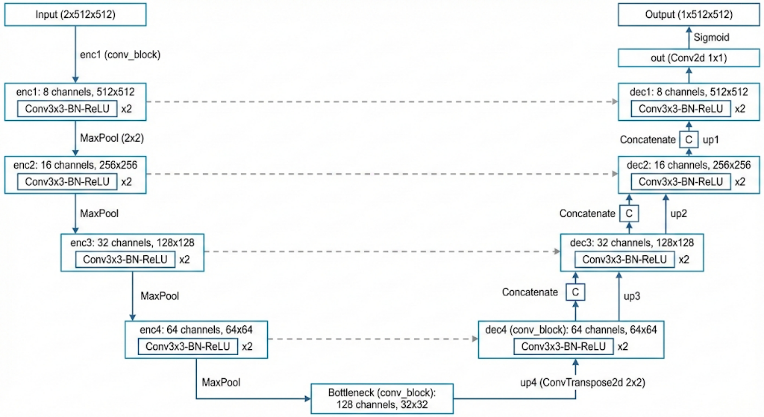 Input (2x512x512)
enc1 (conv_block)
enc1: 8 channels, 512x512
Conv3x3-BN-ReLU x2
MaxPool (2x2)
enc2: 16 channels, 256x256
Conv3x3-BN-ReLU x2
MaxPool
enc3: 32 channels, 128x128
Conv3x3-BN-ReLU x2
MaxPool
enc4: 64 channels, 64x64
Conv3x3-BN-ReLU x2
MaxPool
Bottleneck (conv_block):
128 channels, 32x32
up4 (ConvTranspose2d 2x2)
dec4 (conv_block): 64 channels, 64x64
Conv3x3-BN-ReLU x2
Concatenate C up3
dec3: 32 channels, 128x128
Conv3x3-BN-ReLU x2
Concatenate C up2
dec2: 16 channels, 256x256
Conv3x3-BN-ReLU x2
Concatenate C up1
dec1: 8 channels, 512x512
Conv3x3-BN-ReLU x2
out (Conv2d 1x1)
Sigmoid
Output (1x512x512)